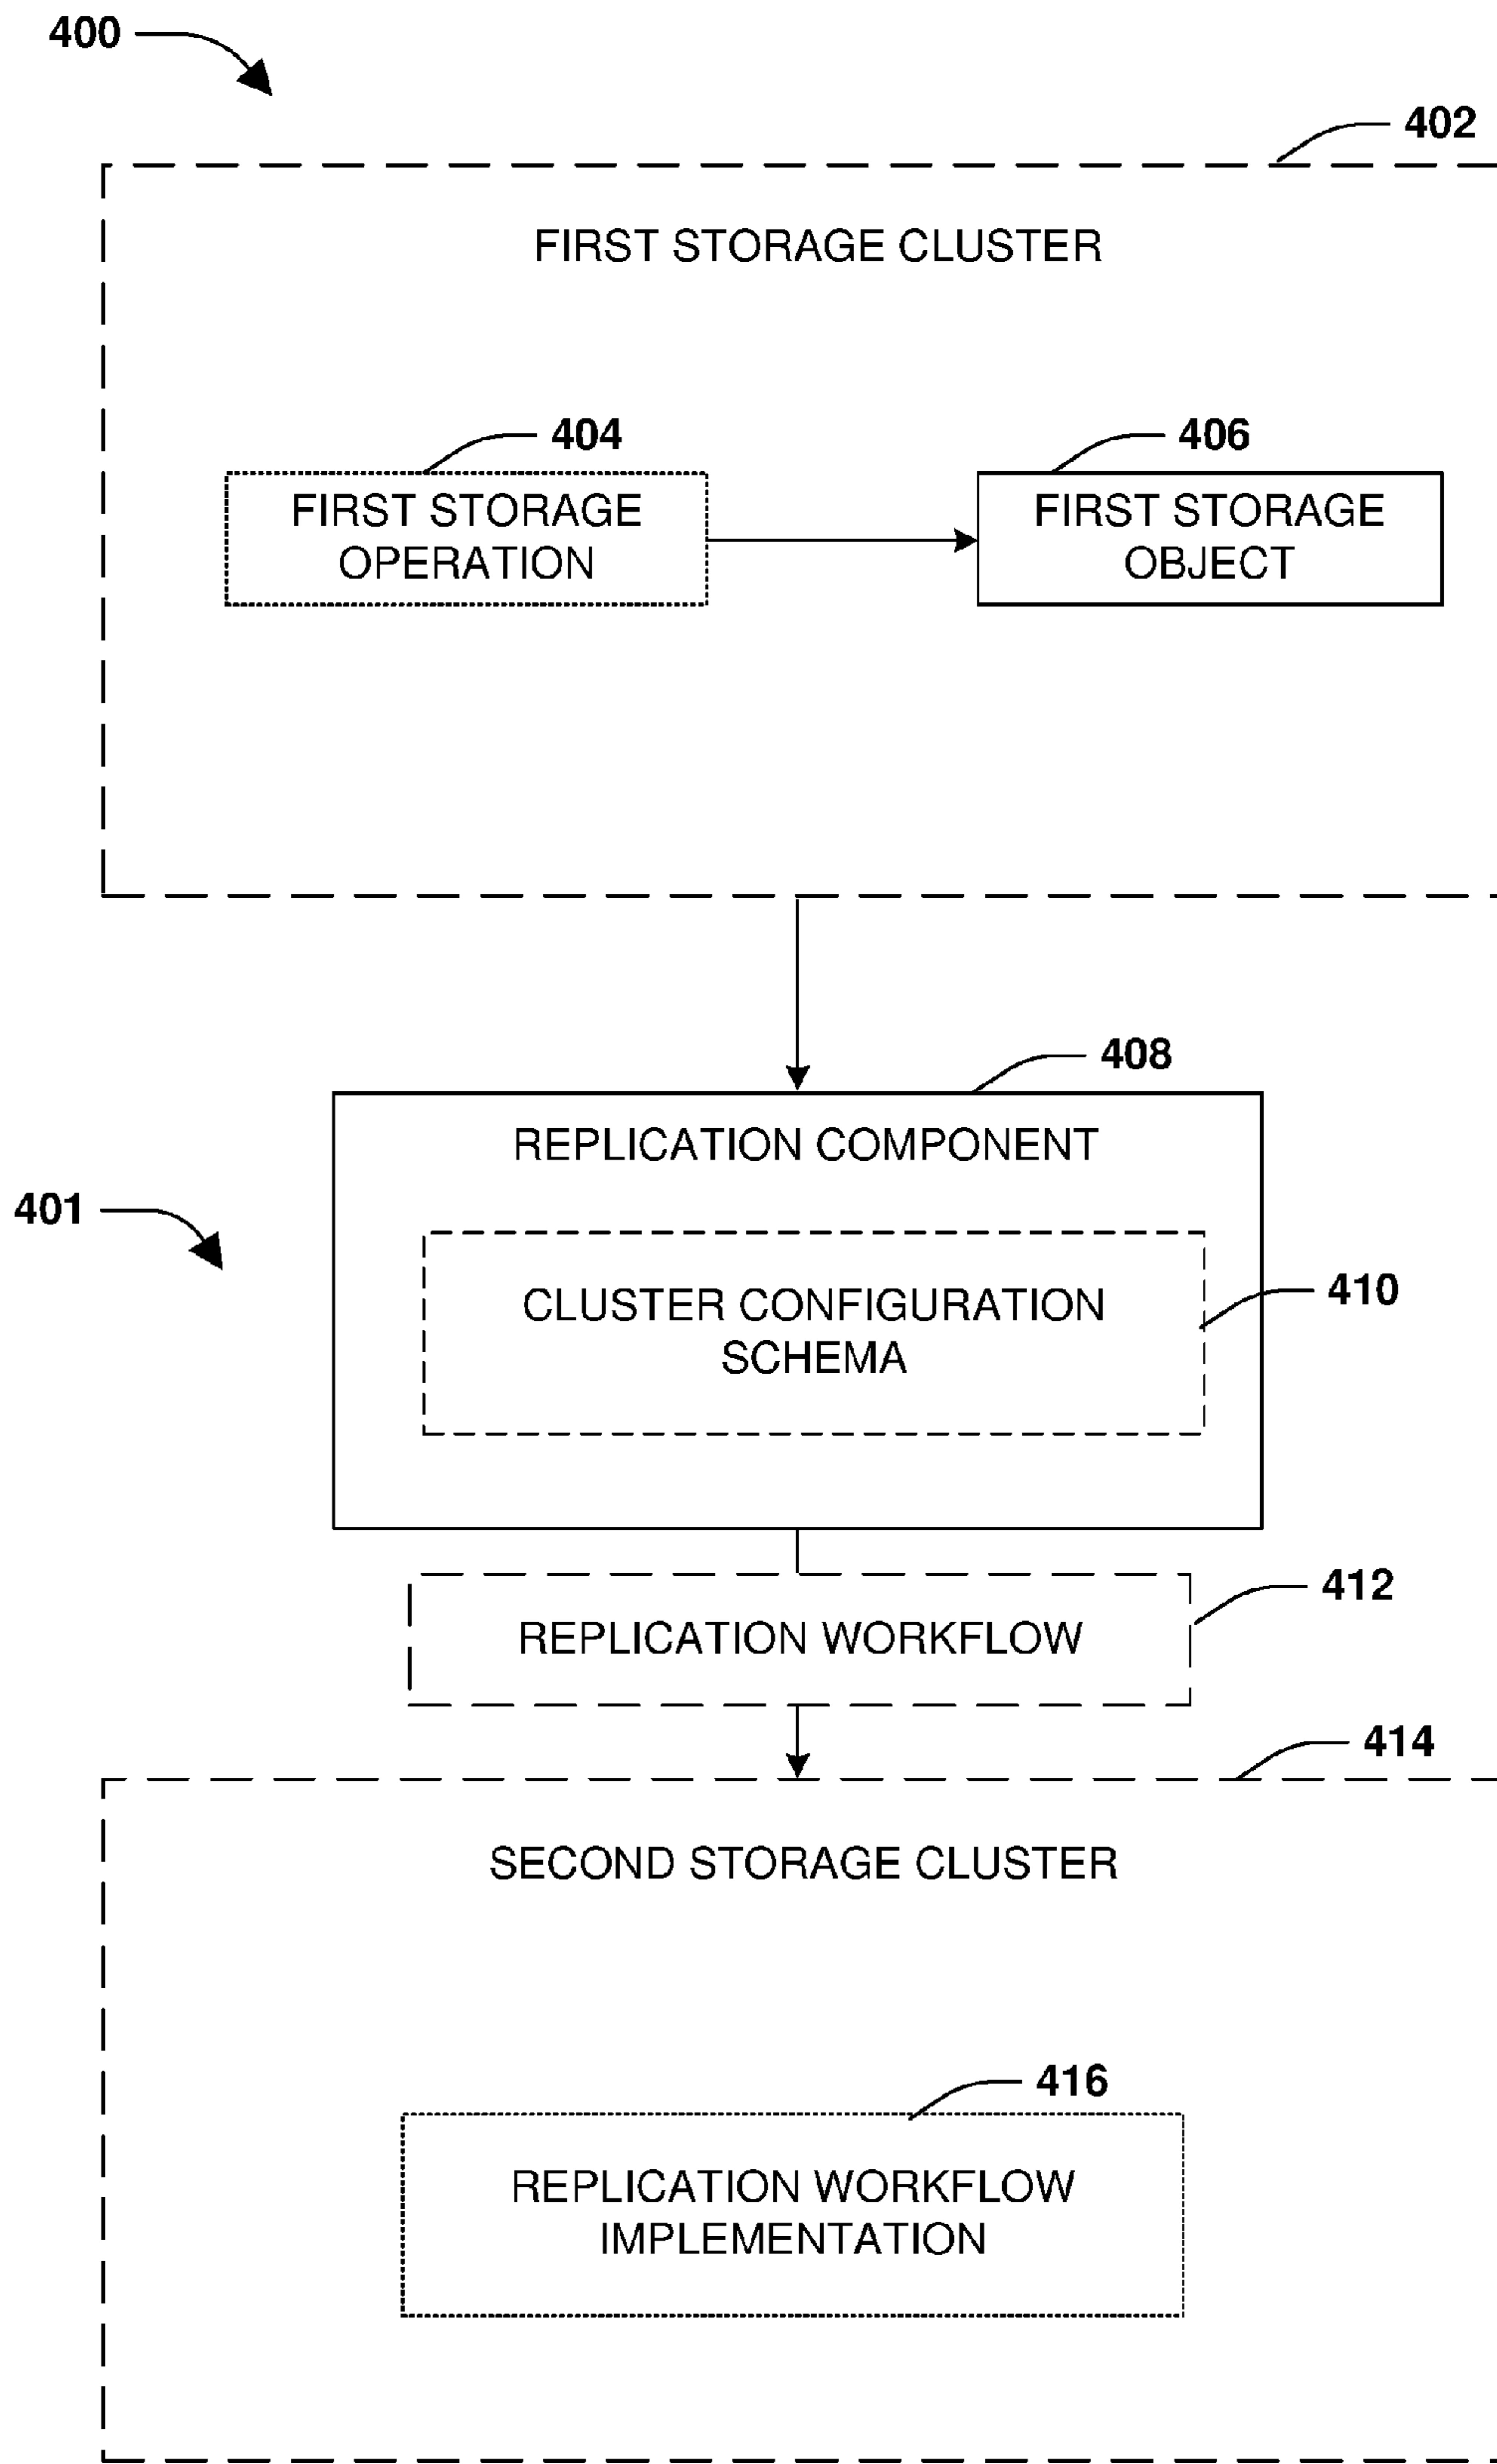 400
402
FIRST STORAGE CLUSTER
404
406
FIRST STORAGE
OPERATION
FIRST STORAGE
OBJECT
408
REPLICATION COMPONENT
401
410
CLUSTER CONFIGURATION
SCHEMA
412
REPLICATION WORKFLOW
414
SECOND STORAGE CLUSTER
416
REPLICATION WORKFLOW
IMPLEMENTATION